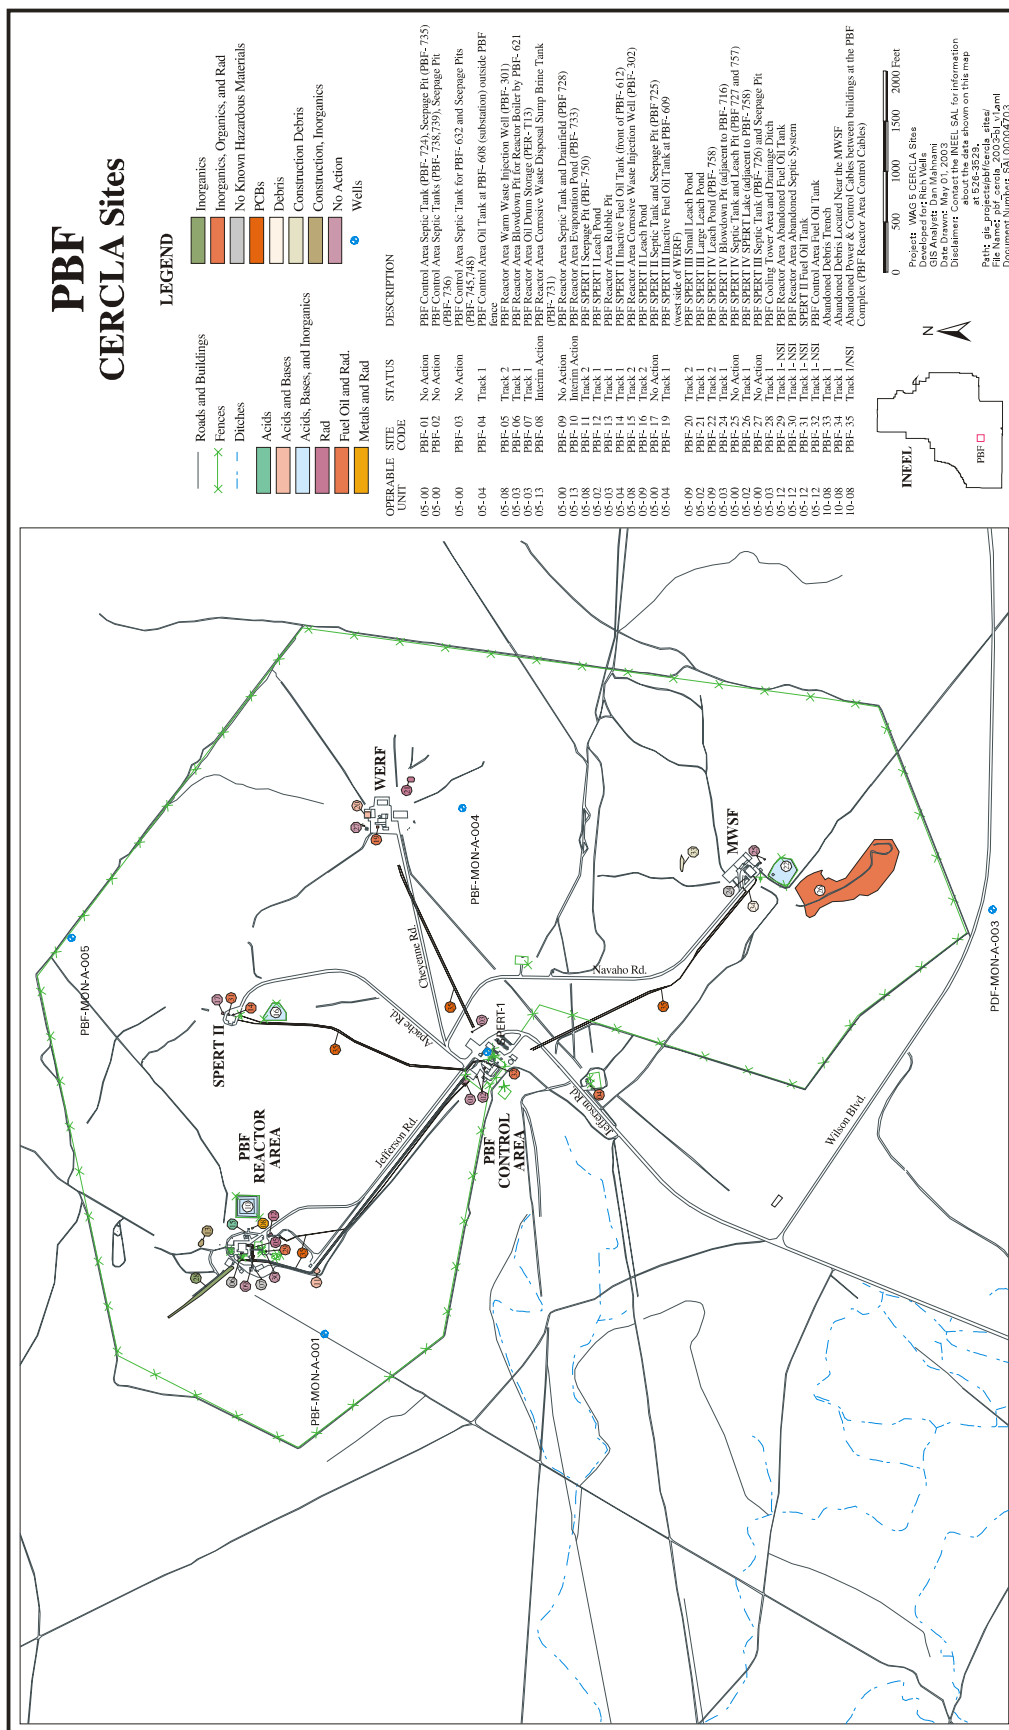 PBF
CERCLA Sites
LEGEND
Roads and Buildings
Fences
Ditches
Acids
Acids and Bases
Acids, Bases, and Inorganics
Rad
Fuel Oil and Rad.
Metals and Rad
Inorganics
Inorganics, Organics, and Rad
No Known Hazardous Materials
PCBs
Debris
Construction Debris
Construction, Inorganics
No Action
Wells
OPERABLE UNIT SITE CODE STATUS DESCRIPTION
05-00 PBF-01 No Action PBF Control Area Septic Tank (PBF-724), Seepage Pit (PBF-735)
05-00 PBF-02 No Action PBF Control Area Septic Tanks (PBF-738,739), Seepage Pit
(PBF-736)
05-00 PBF-03 No Action PBF Control Area Septic Tank for PBF-632 and Seepage Pits
(PBF-745,748)
05-04 PBF-04 Track 1 PBF Control Area Oil Tank at PBF-608 (substation) outside PBF
fence
05-08 PBF-05 Track 2 PBF Reactor Area Warm Waste Injection Well (PBF-301)
05-03 PBF-06 Track 1 PBF Reactor Area Blowdown Pit for Reactor Boiler by PBF-621
05-03 PBF-07 Track 1 PBF Reactor Area Oil Drum Storage (PER-T13)
05-13 PBF-08 Interim Action PBF Reactor Area Corrosive Waste Disposal Sump Brine Tank
(PBF-731)
05-00 PBF-09 No Action PBF Reactor Area Septic Tank and Drainfield (PBF 728)
05-13 PBF-10 Interim Action PBF Reactor Area Evaporation Pond (PBF-733)
05-08 PBF-11 Track 2 PBF SPERT I Seepage Pit (PBF-750)
05-02 PBF-12 Track 1 PBF SPERT I Leach Pond
05-03 PBF-13 Track 1 PBF Reactor Area Rubble Pit
05-04 PBF-14 Track 1 PBF SPERT II Inactive Fuel Oil Tank (front of PBF-612)
05-08 PBF-15 Track 2 PBF Reactor Area Corrosive Waste Injection Well (PBF-302)
05-09 PBF-16 Track 2 PBF SPERT II Leach Pond
05-00 PBF-17 No Action PBF SPERT II Septic Tank and Seepage Pit (PBF 725)
05-04 PBF-19 Track 1 PBF SPERT III Inactive Fuel Oil Tank at PBF-609
(west side of WERF)
05-09 PBF-20 Track 2 PBF SPERT III Small Leach Pond
05-02 PBF-21 Track 1 PBF SPERT III Large Leach Pond
05-09 PBF-22 Track 2 PBF SPERT IV Leach Pond (PBF-758)
05-03 PBF-24 Track 1 PBF SPERT IV Blowdown Pit (adjacent to PBF-716)
05-00 PBF-25 No Action PBF SPERT IV Septic Tank and Leach Pit (PBF 727 and 757)
05-02 PBF-26 Track 1 PBF SPERT IV SPERT Lake (adjacent to PBF-758)
05-00 PBF-27 No Action PBF SPERT III Septic Tank (PBF-726) and Seepage Pit
05-03 PBF-28 Track 1 PBF Cooling Tower Area and Drainage Ditch
05-12 PBF-29 Track 1-NSI PBF Reactor Area Abandoned Fuel Oil Tank
05-12 PBF-30 Track 1-NSI PBF Reactor Area Abandoned Septic System
05-12 PBF-31 Track 1-NSI SPERT II Fuel Oil Tank
05-12 PBF-32 Track 1-NSI PBF Control Area Fuel Oil Tank
10-08 PBF-33 Track 1 Abandoned Debris Trench
10-08 PBF-34 Track 1 Abandoned Debris Located Near the MWSF
10-08 PBF-35 Track 1/NSI Abandoned Power & Control Cables between buildings at the PBF
Complex (PBF Reactor Area Control Cables)
INEEL
PBF
N
0 500 1000 1500 2000 Feet
Project: WAG 5 CERCLA Sites
Developed for: Rich Wells
GIS Analyst: Dan Mahnami
Date Drawn: May 01, 2003
Disclaimer: Contact the INEEL SAL for information
about the data shown on this map
at 526-3529.
Path: gis_projects/pbf/cercla_sites/
File Name: pbf_cercla_2003-bl_v1.aml
PBF-MON-A-005
WERF
PBF-MON-A-004
MWSF
PDF-MON-A-003
SPERT II
Cheyenne Rd.
Navaho Rd.
Apache Rd.
PBF
REACTOR
AREA
Jefferson Rd.
PBF
CONTROL
AREA
Jefferson Rd.
Wilson Blvd.
PBF-MON-A-001